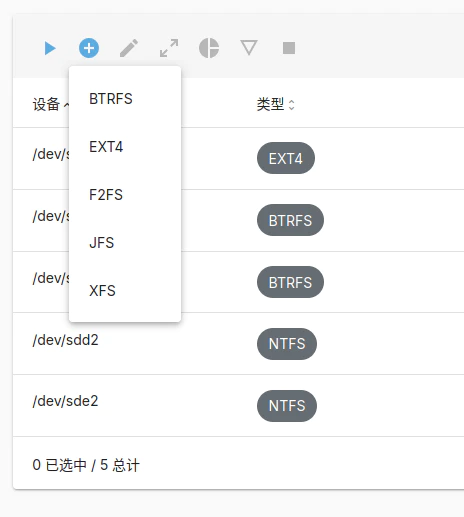 设备 类型
BTRFS
EXT4
F2FS
JFS
XFS
/dev/s EXT4
/dev/s BTRFS
/dev/s BTRFS
/dev/sdd2 NTFS
/dev/sde2 NTFS
0 已选中 / 5 总计